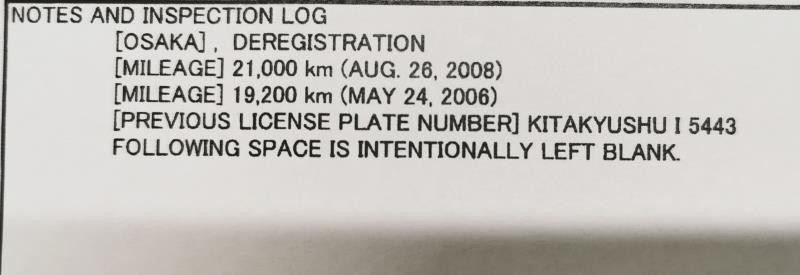 NOTES AND INSPECTION LOG
[OSAKA] , DEREGISTRATION
[MILEAGE] 21,000 km (AUG. 26, 2008)
[MILEAGE] 19,200 km (MAY 24, 2006)
[PREVIOUS LICENSE PLATE NUMBER] KITAKYUSHU I 5443
FOLLOWING SPACE IS INTENTIONALLY LEFT BLANK.